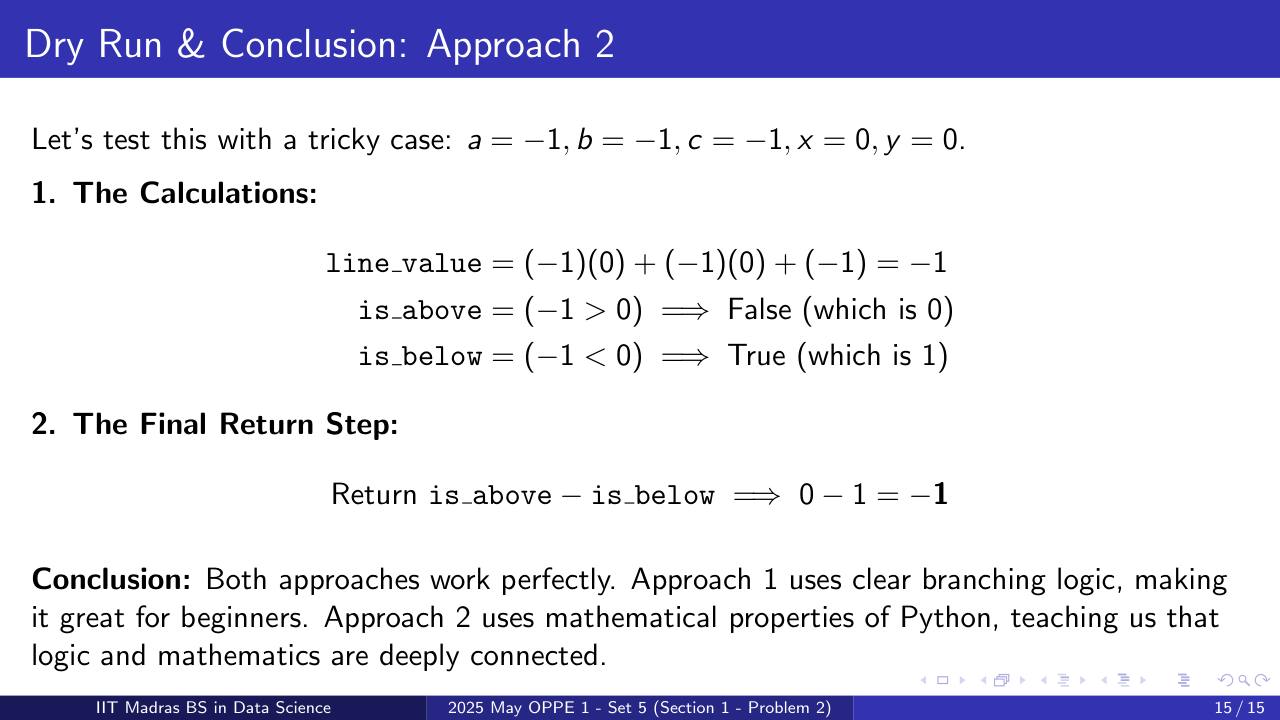 Dry Run & Conclusion: Approach 2
Let's test this with a tricky case: a = −1, b = −1, c = −1, x = 0, y = 0.
1. The Calculations:
line_value = (−1)(0) + (−1)(0) + (−1) = −1
is_above = (−1 > 0) ⟹ False (which is 0)
is_below = (−1 < 0) ⟹ True (which is 1)
2. The Final Return Step:
Return is_above − is_below ⟹ 0 − 1 = −1
Conclusion: Both approaches work perfectly. Approach 1 uses clear branching logic, making
it great for beginners. Approach 2 uses mathematical properties of Python, teaching us that
logic and mathematics are deeply connected.
IIT Madras BS in Data Science
2025 May OPPE 1 - Set 5 (Section 1 - Problem 2)
15 / 15